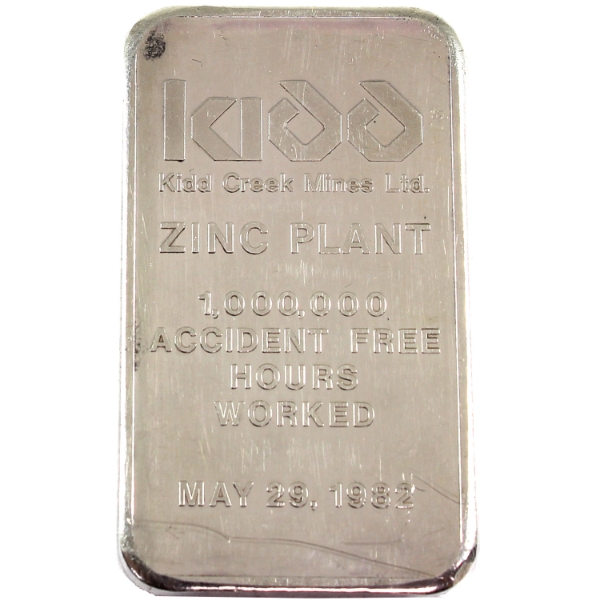 kidd
Kidd Creek Mines Ltd.
ZINC PLANT
1,000,000
ACCIDENT FREE
HOURS
WORKED
MAY 29, 1982